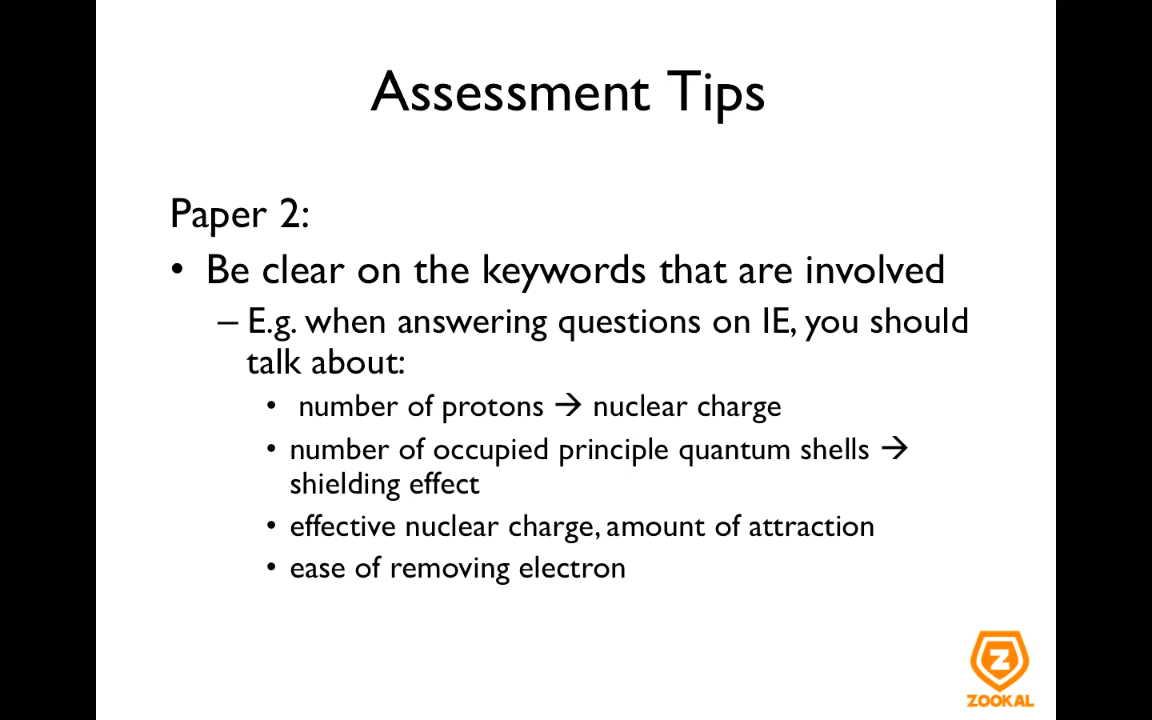 Assessment Tips
Paper 2:
• Be clear on the keywords that are involved
– E.g. when answering questions on IE, you should
talk about:
• number of protons → nuclear charge
• number of occupied principle quantum shells →
shielding effect
• effective nuclear charge, amount of attraction
• ease of removing electron
Z
ZOOKAL